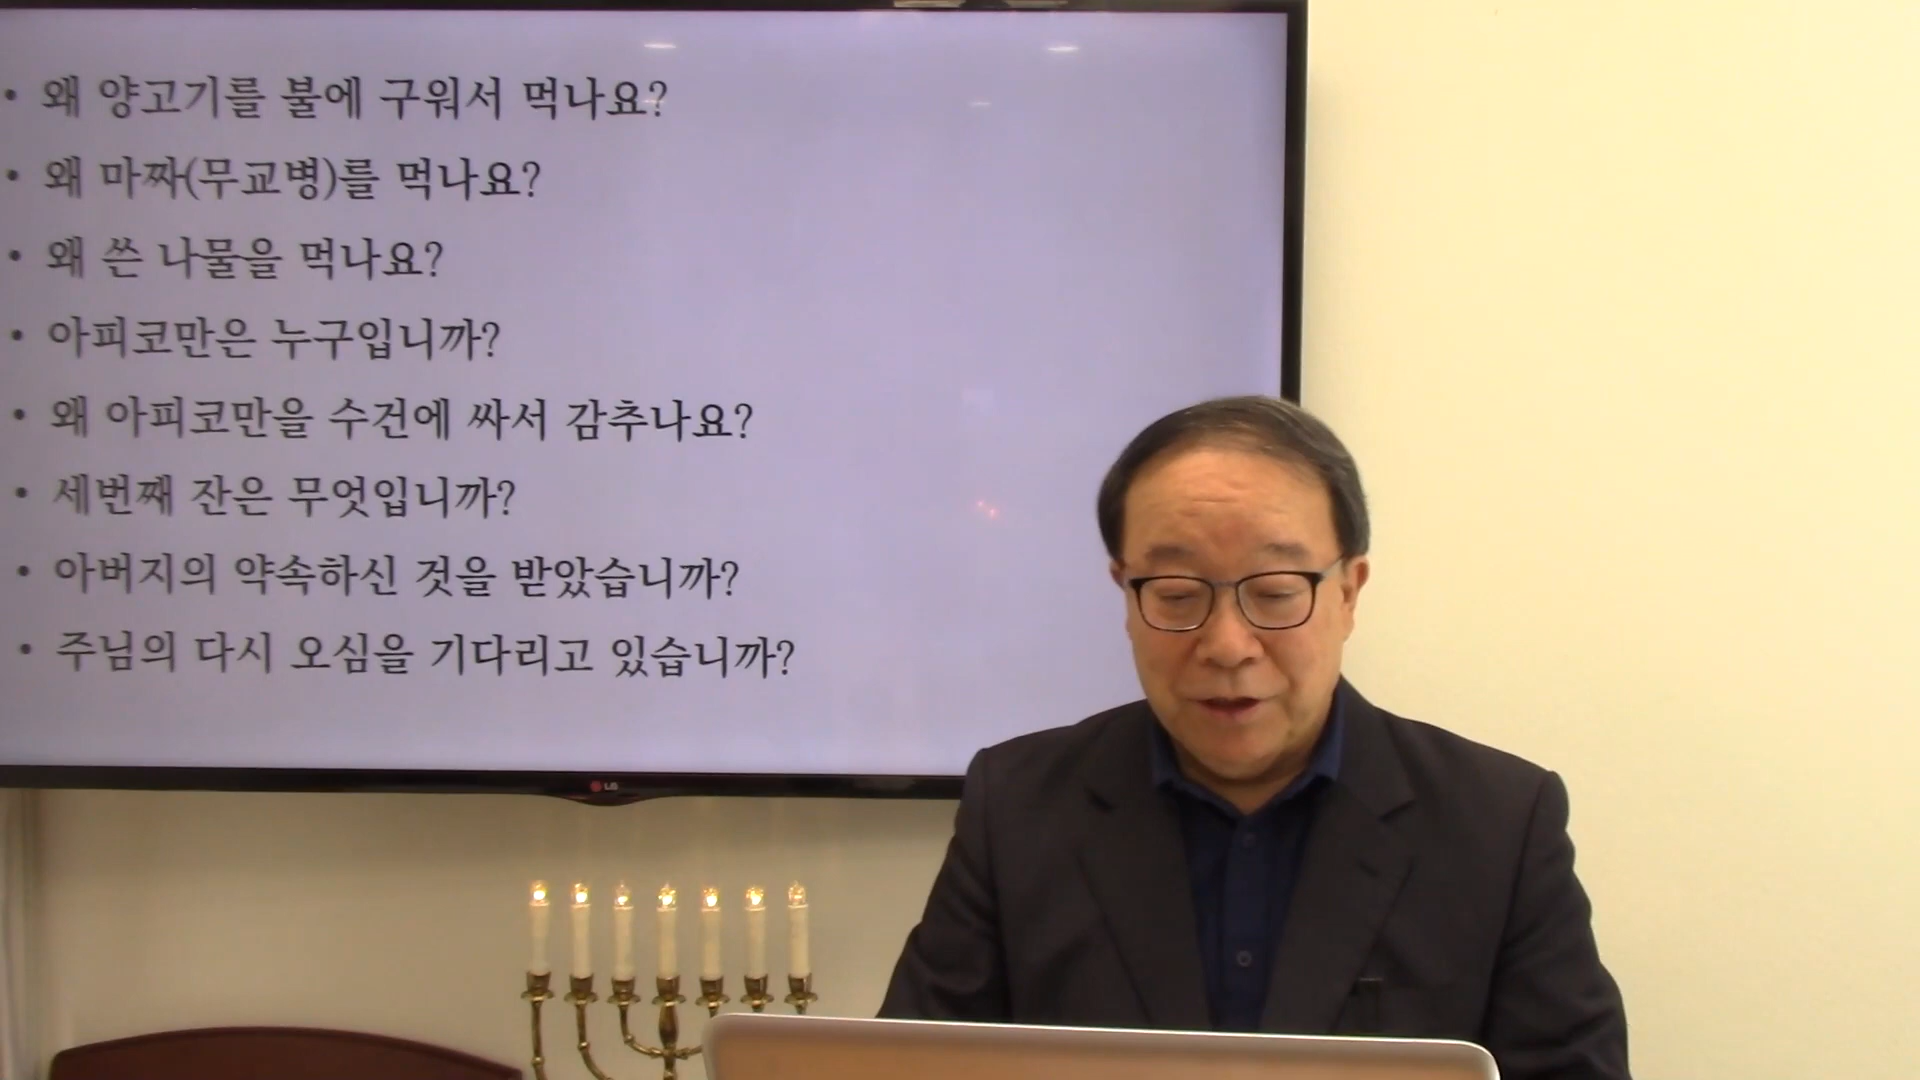 • 왜 양고기를 불에 구워서 먹나요?
• 왜 마짜(무교병)를 먹나요?
• 왜 쓴 나물을 먹나요?
• 아피코만은 누구입니까?
• 왜 아피코만을 수건에 싸서 감추나요?
• 세번째 잔은 무엇입니까?
• 아버지의 약속하신 것을 받았습니까?
• 주님의 다시 오심을 기다리고 있습니까?
LG